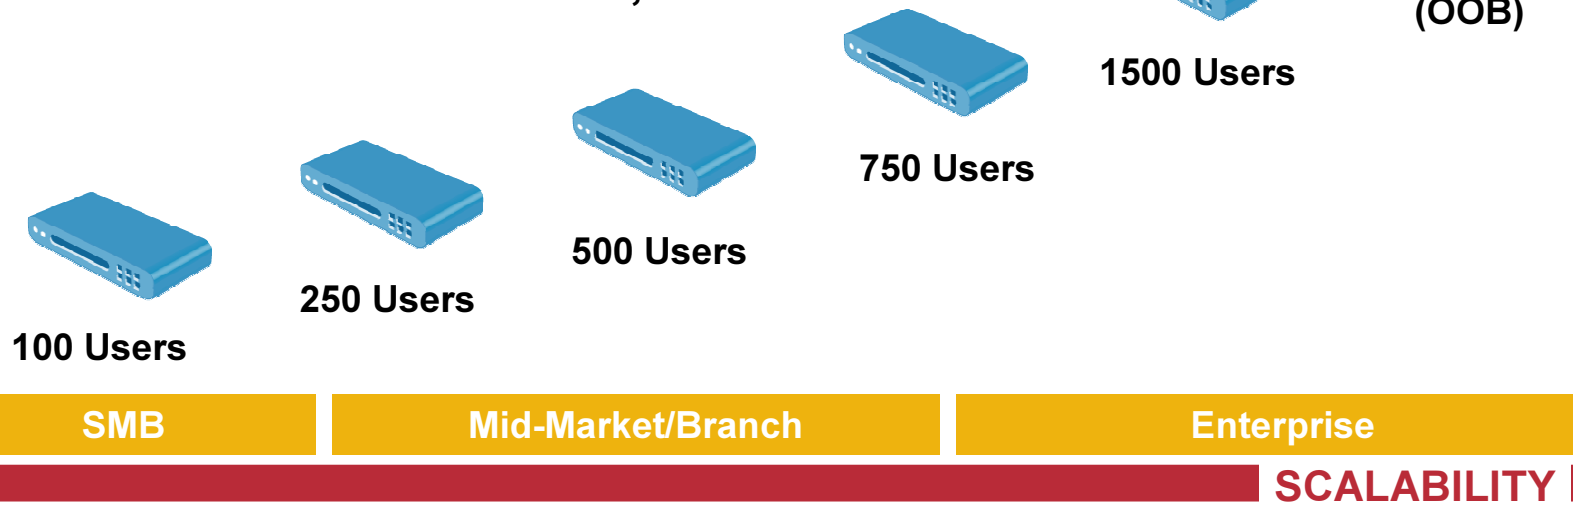 (OOB)
1500 Users
750 Users
500 Users
250 Users
100 Users
SMB
Mid-Market/Branch
Enterprise
SCALABILITY